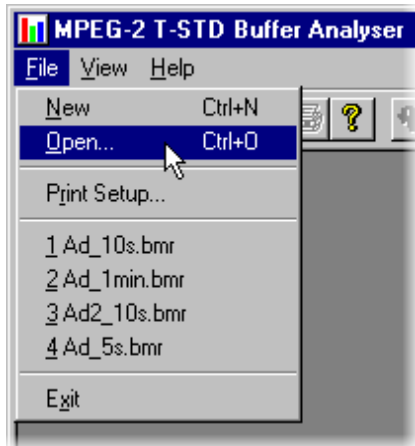 MPEG-2 T-STD Buffer Analyser
File View Help
New Ctrl+N
Open... Ctrl+O
Print Setup...
1 Ad_10s.bmr
2 Ad_1min.bmr
3 Ad2_10s.bmr
4 Ad_5s.bmr
Exit